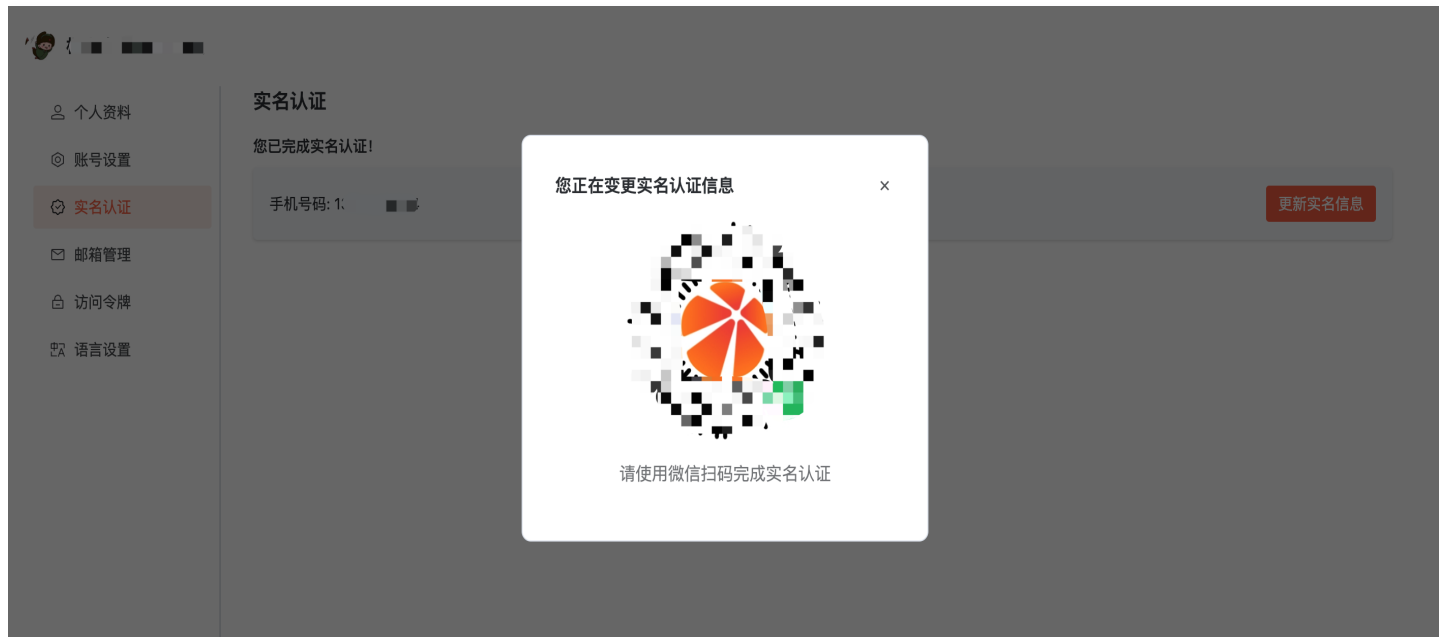 个人资料
账号设置
实名认证
邮箱管理
访问令牌
语言设置
实名认证
您已完成实名认证!
手机号码: 1
更新实名信息
您正在变更实名认证信息
请使用微信扫码完成实名认证